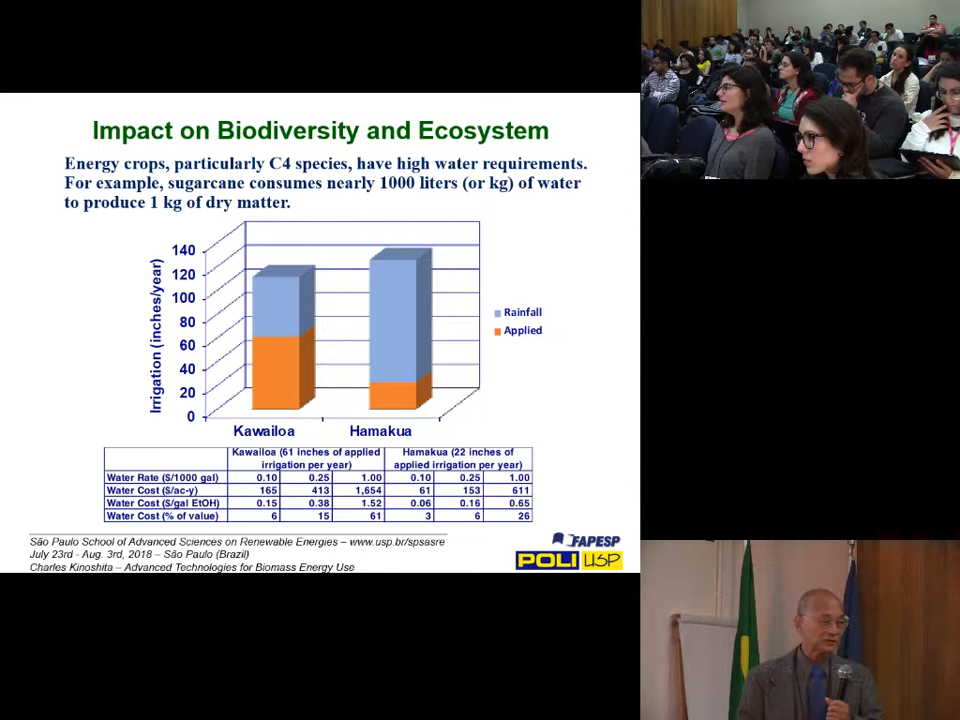 Impact on Biodiversity and Ecosystem
Energy crops, particularly C4 species, have high water requirements.
For example, sugarcane consumes nearly 1000 liters (or kg) of water
to produce 1 kg of dry matter.
Irrigation (inches/year)
140
120
100
80
60
40
20
0
Kawailoa Hamakua
Rainfall
Applied
Kawailoa (61 inches of applied irrigation per year) Hamakua (22 inches of applied irrigation per year)
Water Rate ($/1000 gal) 0.10 0.25 1.00 0.10 0.25 1.00
Water Cost ($/ac-y) 165 413 1,654 61 153 611
Water Cost ($/gal EtOH) 0.15 0.38 1.52 0.06 0.16 0.65
Water Cost (% of value) 6 15 61 3 6 26
São Paulo School of Advanced Sciences on Renewable Energies – www.usp.br/spsasre
July 23rd - Aug. 3rd, 2018 – São Paulo (Brazil)
Charles Kinoshita – Advanced Technologies for Biomass Energy Use
FAPESP
POLI USP